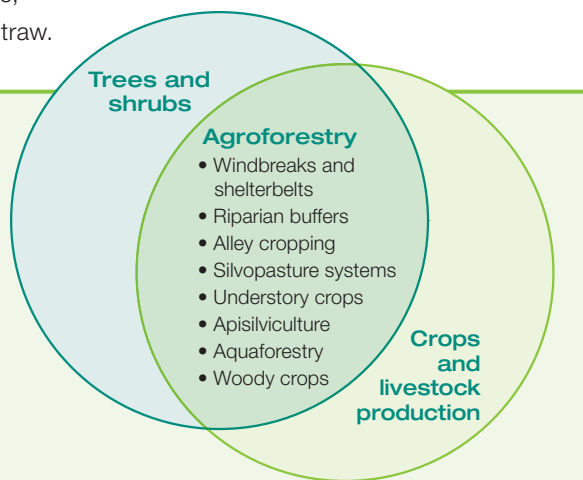 s,
traw.
Trees and
shrubs
Agroforestry
• Windbreaks and
shelterbelts
• Riparian buffers
• Alley cropping
• Silvopasture systems
• Understory crops
• Apisilviculture
• Aquaforestry
• Woody crops
Crops
and
livestock
production